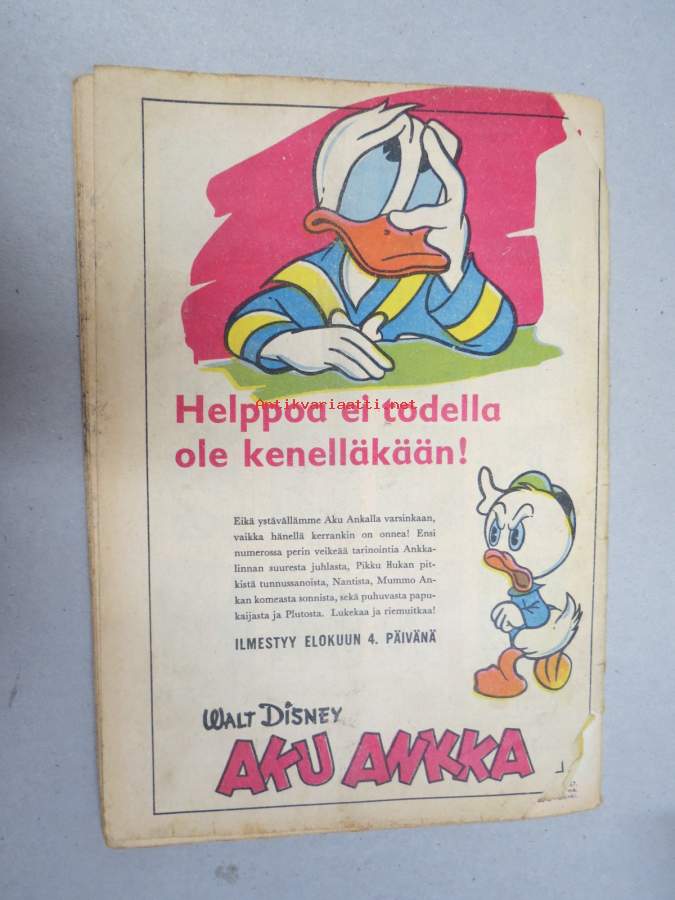 Antikvariaatti.net
Helppoa ei todella
ole kenelläkään!
Eikä ystävällämme Aku Ankalla varsinkaan,
vaikka hänellä kerrankin on onnea! Ensi
numerossa perin veikeää tarinointia Ankka-
linnan suuresta juhlasta, Pikku Hukan pit-
kistä tunnussanoista, Nantista, Mummo An-
kan komeasta sonnista, sekä puhuvasta papu-
kaijasta ja Plutosta. Lukekaa ja riemuitkaa!
ILMESTYY ELOKUUN 4. PÄIVÄNÄ
WALT DISNEY
AKU ANKKA